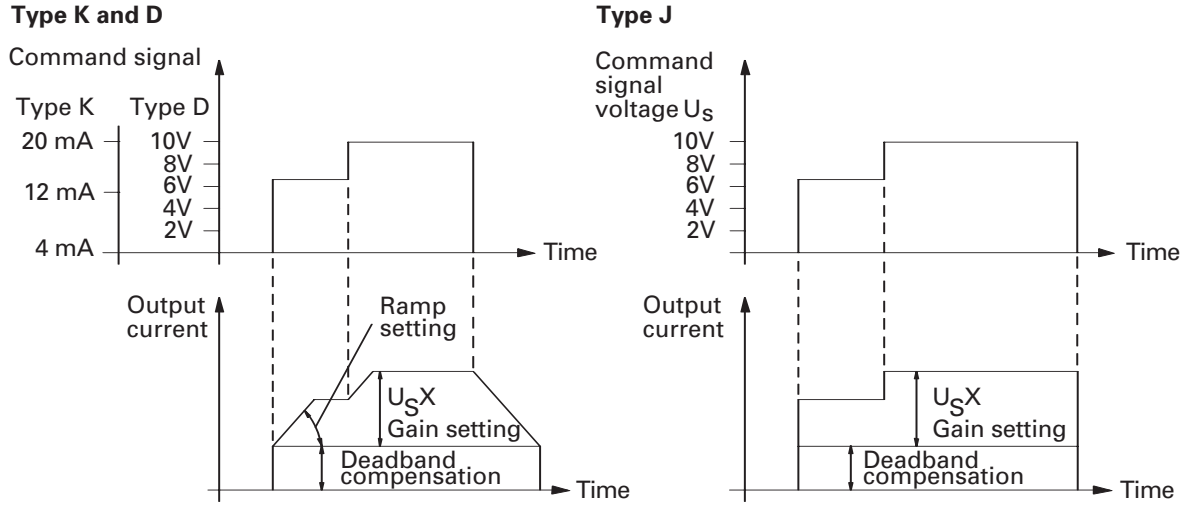 Type K and D
Command signal
Type K
Type D
20 mA
12 mA
4 mA
10V
8V
6V
4V
2V
Time
Output
current
Ramp
setting
USX
Gain setting
Deadband
compensation
Time
Type J
Command
signal
voltage US
10V
8V
6V
4V
2V
Time
Output
current
USX
Gain setting
Deadband
compensation
Time